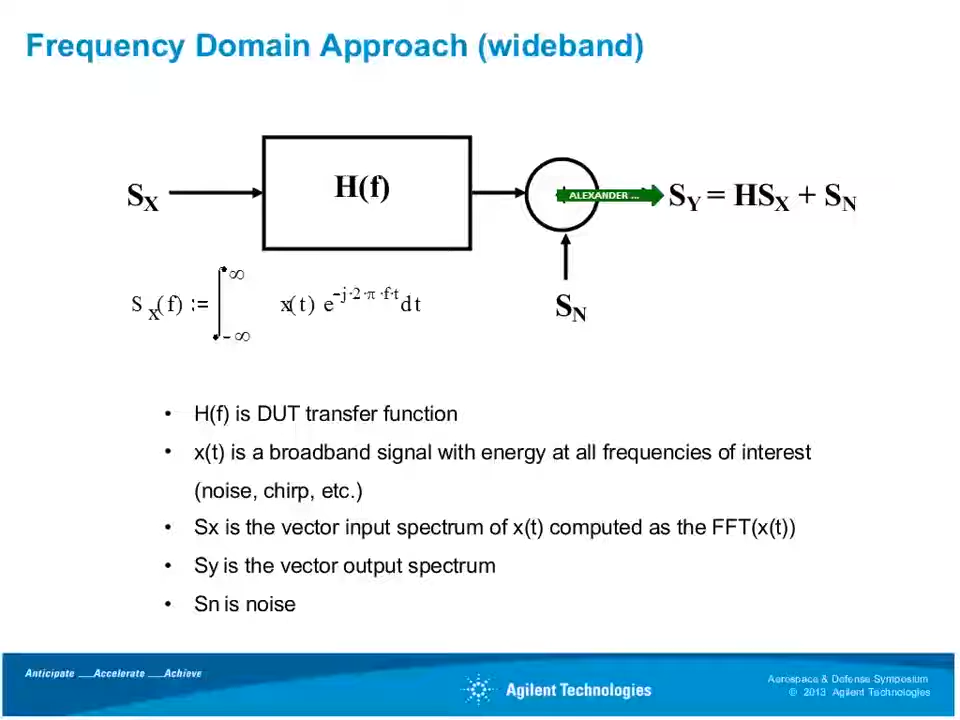 Frequency Domain Approach (wideband)
S_X
H(f)
+
ALEXANDER ...
S_Y = HS_X + S_N
S_X(f) := ∫_{-∞}^{∞} x(t) e^{-j·2·π·f·t} dt
S_N
• H(f) is DUT transfer function
• x(t) is a broadband signal with energy at all frequencies of interest
(noise, chirp, etc.)
• Sx is the vector input spectrum of x(t) computed as the FFT(x(t))
• Sy is the vector output spectrum
• Sn is noise
Anticipate ___Accelerate ___Achieve
Agilent Technologies
Aerospace & Defense Symposium
© 2013 Agilent Technologies